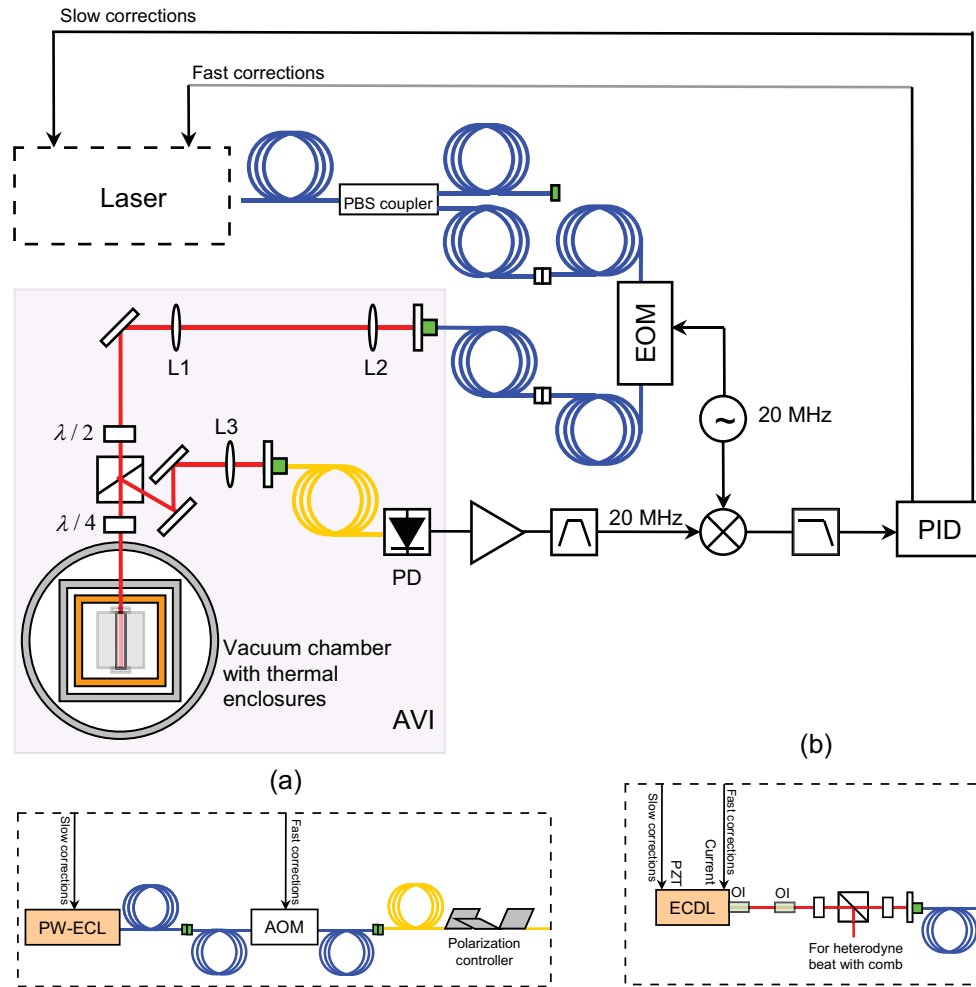 Slow corrections
Fast corrections
Laser
PBS coupler
L1
L2
EOM
λ / 2
L3
20 MHz
λ / 4
20 MHz
PD
PID
Vacuum chamber
with thermal
enclosures
AVI
(a)
(b)
Slow corrections
Fast corrections
PW-ECL
AOM
Polarization
controller
Slow corrections
PZT
Current
Fast corrections
OI
OI
ECDL
For heterodyne
beat with comb